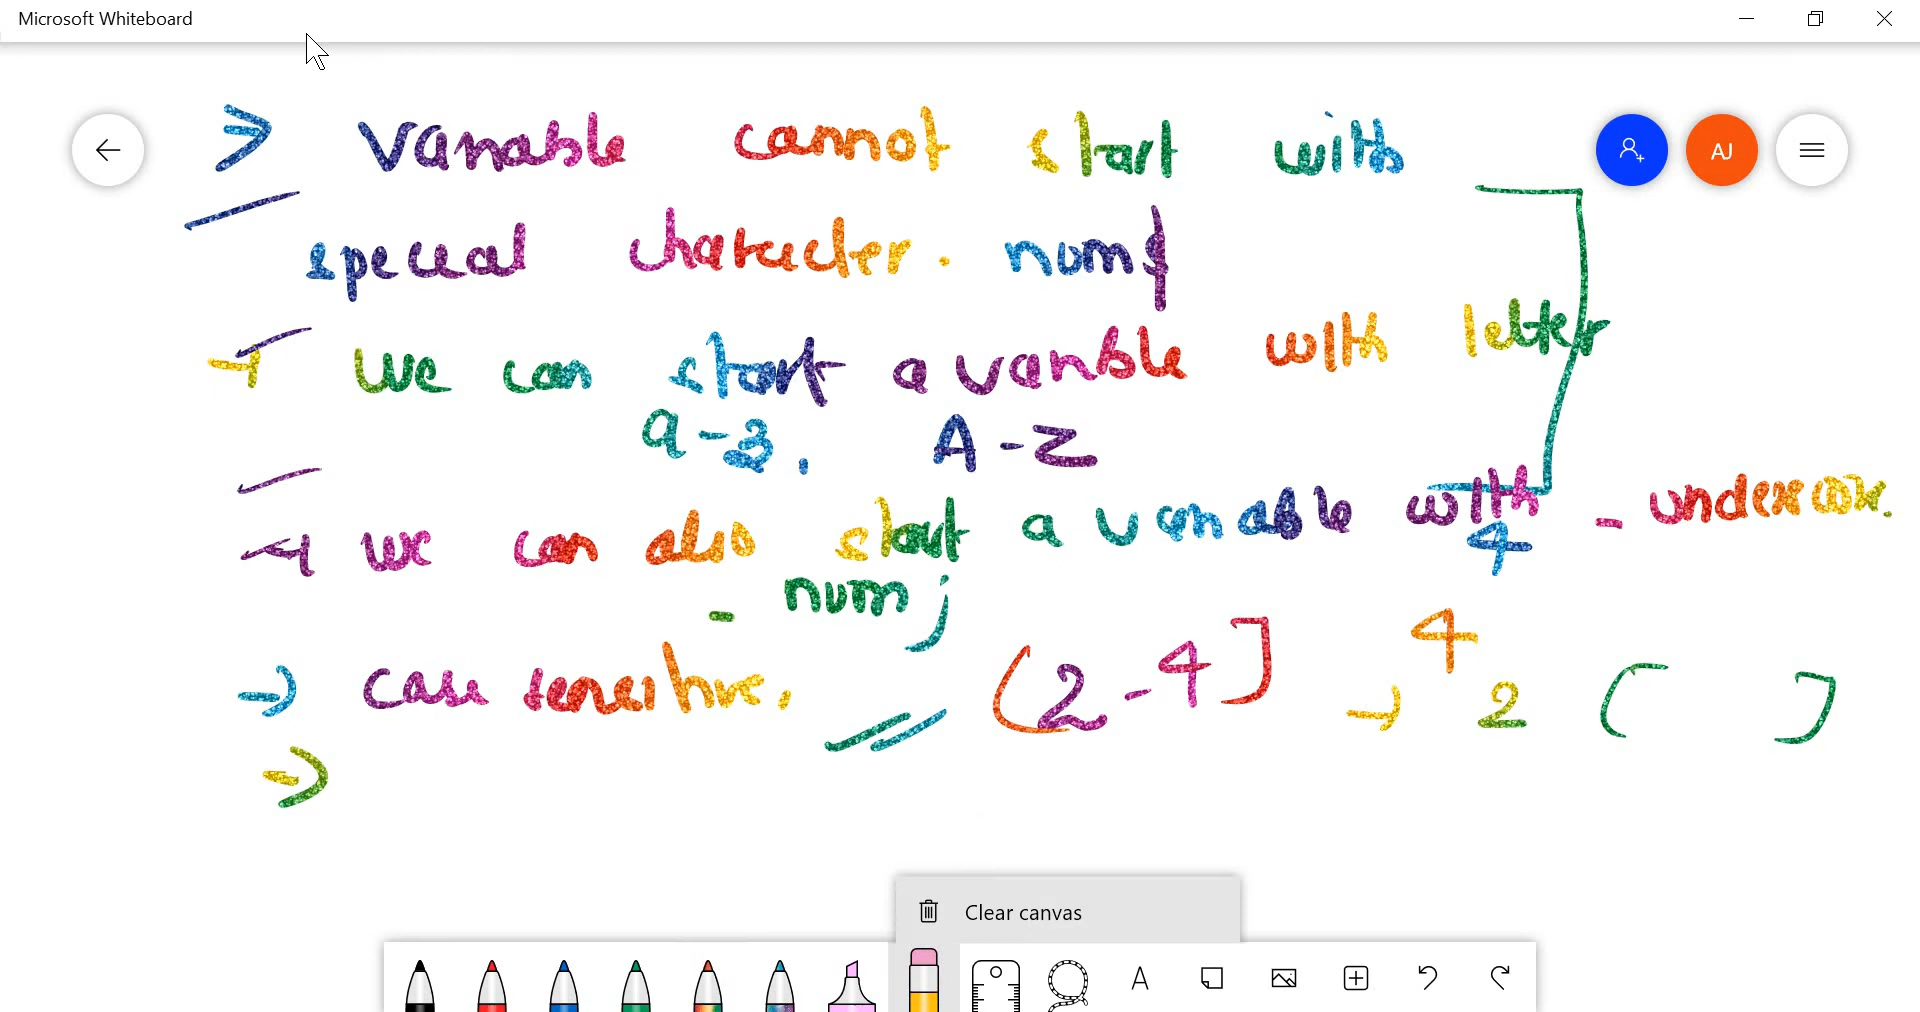 Microsoft Whiteboard
⇒ Variable cannot start with
special character. num$
→ We can start a varible with letter
a-z, A-Z
→ we can also start a variable with _ underscore.
4
_ num;
→ case sensitive. [2-4] → 4 2 [ ]
⇒
AJ
Clear canvas